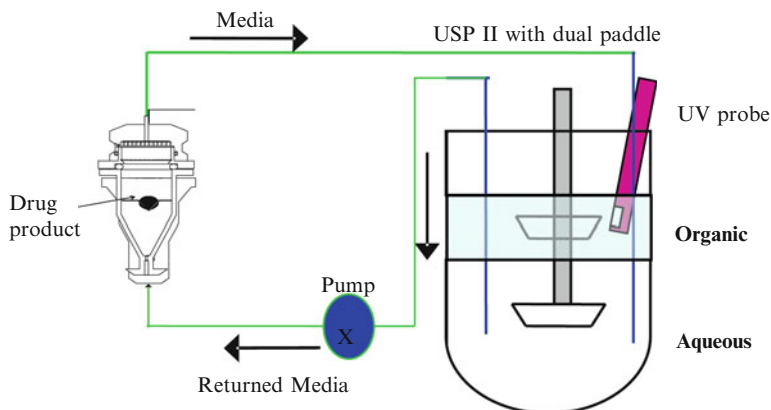 Media
USP II with dual paddle
UV probe
Drug
product
Organic
Pump
X
Aqueous
Returned Media